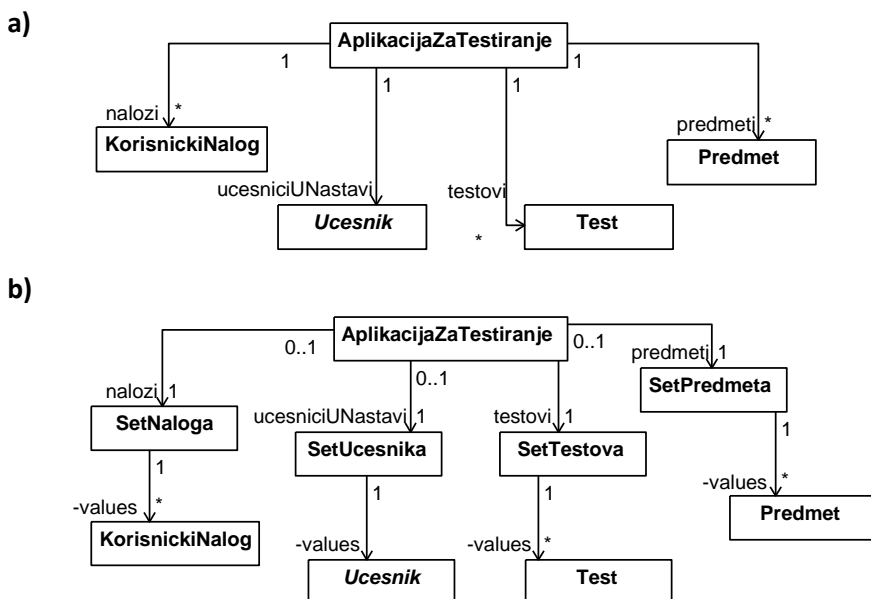 a)
AplikacijaZaTestiranje
1 1 1 1
nalozi *
KorisnickiNalog
predmeti *
Predmet
ucesniciUNastavi
testovi
Ucesnik
*
Test
b)
AplikacijaZaTestiranje
0..1 0..1 0..1
predmeti 1
SetPredmeta
nalozi 1
SetNaloga
ucesniciUNastavi 1
testovi 1
SetUcesnika
SetTestova
1 1 1 1
-values *
KorisnickiNalog
-values *
Predmet
-values
-values *
Ucesnik
Test